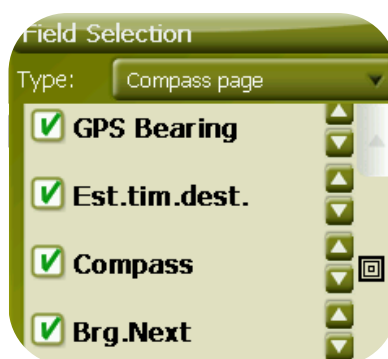 Field Selection
Type: Compass page
GPS Bearing
Est.tim.dest.
Compass
Brg.Next